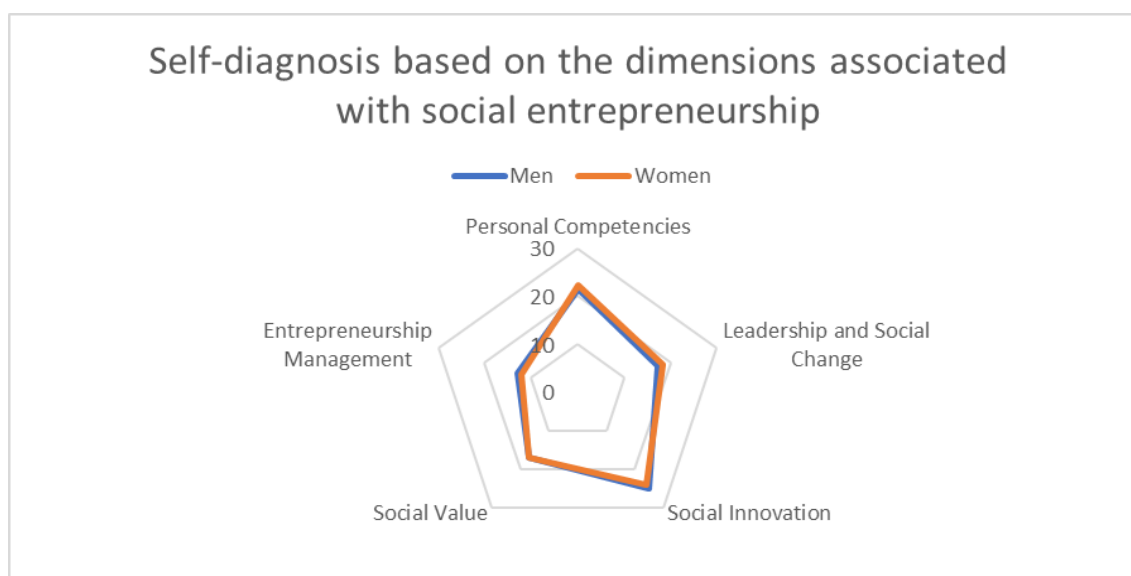 Self-diagnosis based on the dimensions associated
with social entrepreneurship
Men Women
Personal Competencies
30
20
10
0
Entrepreneurship
Management
Leadership and Social
Change
Social Value
Social Innovation